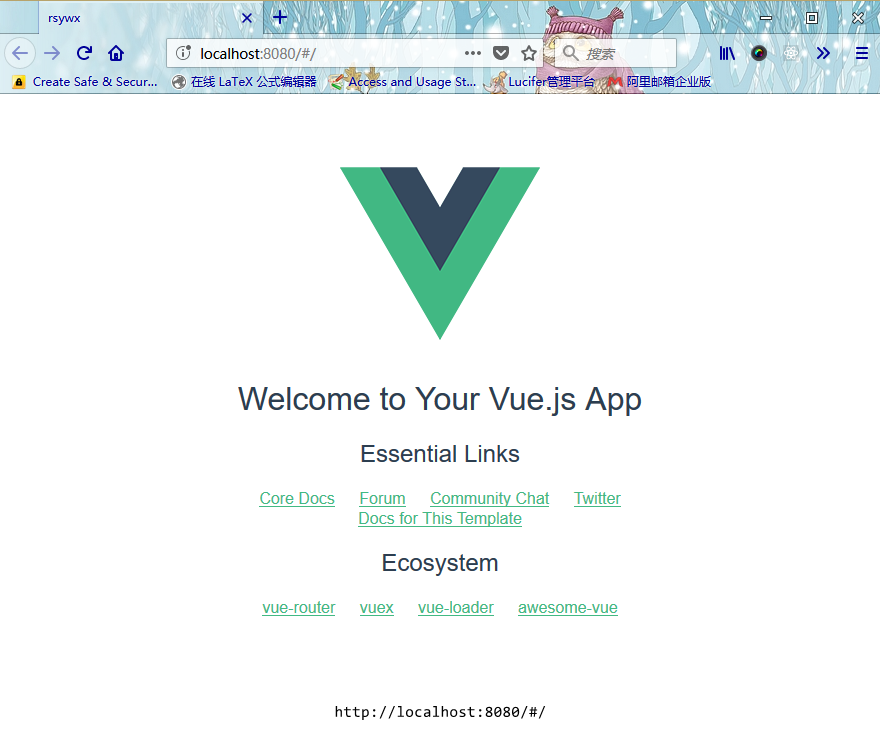 rsywx
localhost:8080/#/
搜索
Create Safe & Secur... 在线 LaTeX 公式编辑器 Access and Usage St... Lucifer管理平台 阿里邮箱企业版
Welcome to Your Vue.js App
Essential Links
Core Docs Forum Community Chat Twitter
Docs for This Template
Ecosystem
vue-router vuex vue-loader awesome-vue
http://localhost:8080/#/